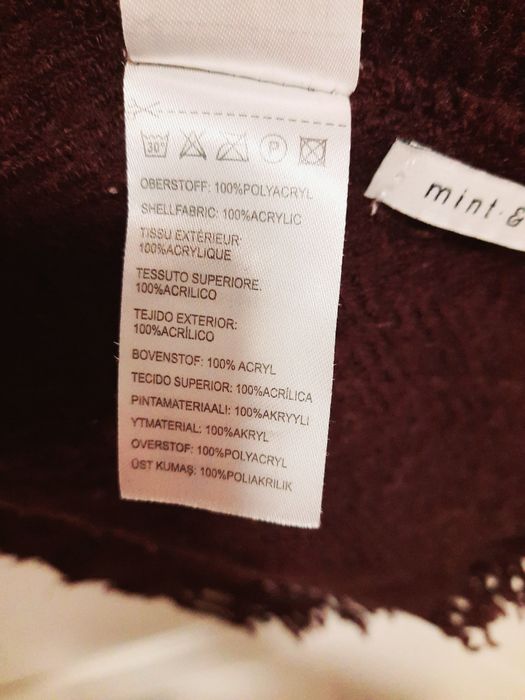 30°
P
OBERSTOFF: 100%POLYACRYL
SHELLFABRIC: 100%ACRYLIC
TISSU EXTÉRIEUR:
100%ACRYLIQUE
TESSUTO SUPERIORE.
100%ACRILICO
TEJIDO EXTERIOR:
100%ACRÍLICO
BOVENSTOF: 100% ACRYL
TECIDO SUPERIOR: 100%ACRÍLICA
PINTAMATERIAALI: 100%AKRYYLI
YTMATERIAL: 100%AKRYL
OVERSTOF: 100%POLYACRYL
ÜST KUMAŞ: 100%POLIAKRILIK
mint &